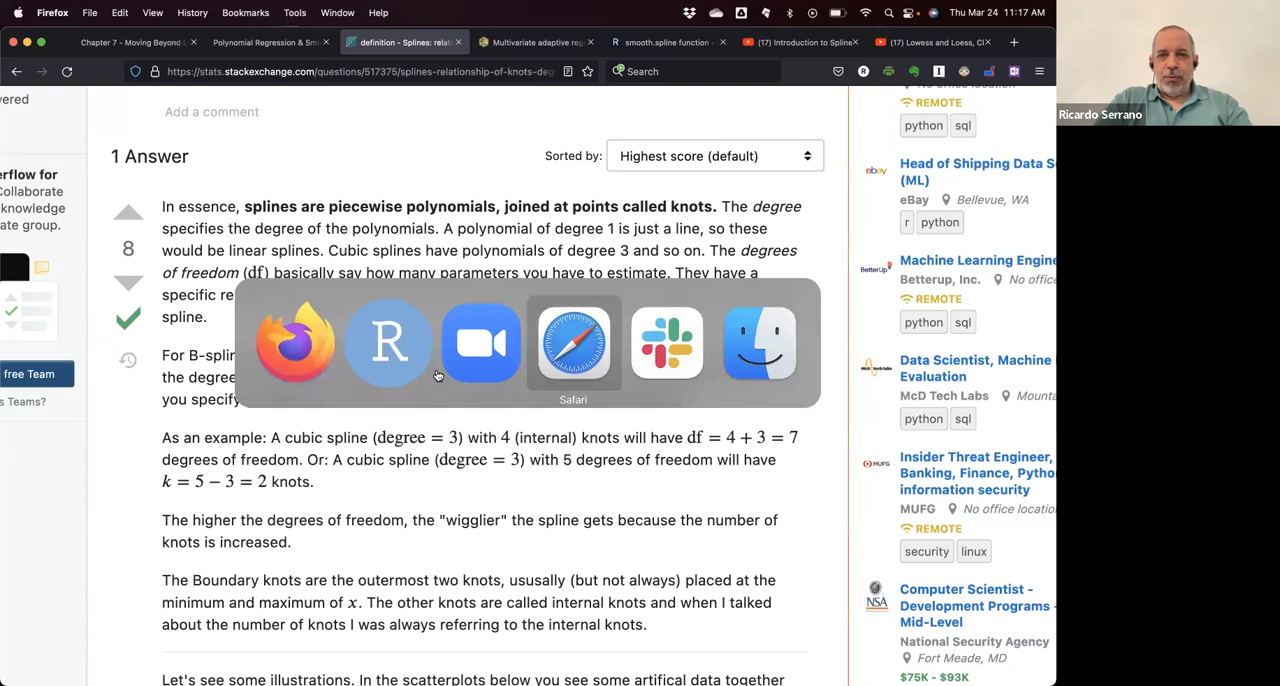 Firefox File Edit View History Bookmarks Tools Window Help Thu Mar 24 11:17 AM
Chapter 7 - Moving Beyond L Polynomial Regression & Smo definition - Splines: relat Multivariate adaptive reg smooth.spline function - (17) Introduction to Spline (17) Lowess and Loess, Cl
https://stats.stackexchange.com/questions/517375/splines-relationship-of-knots-deg Search
Ricardo Serrano
Add a comment
1 Answer
Sorted by: Highest score (default)
8
In essence, splines are piecewise polynomials, joined at points called knots. The degree
specifies the degree of the polynomials. A polynomial of degree 1 is just a line, so these
would be linear splines. Cubic splines have polynomials of degree 3 and so on. The degrees
of freedom (df) basically say how many parameters you have to estimate. They have a
specific re
spline.
For B-splin
the degree
you specify
R
Safari
As an example: A cubic spline (degree = 3) with 4 (internal) knots will have df = 4 + 3 = 7
degrees of freedom. Or: A cubic spline (degree = 3) with 5 degrees of freedom will have
k = 5 − 3 = 2 knots.
The higher the degrees of freedom, the "wigglier" the spline gets because the number of
knots is increased.
The Boundary knots are the outermost two knots, ususally (but not always) placed at the
minimum and maximum of x. The other knots are called internal knots and when I talked
about the number of knots I was always referring to the internal knots.
Let's see some illustrations. In the scatterplots below you see some artifical data together
wered
erflow for
Collaborate
knowledge
ate group.
free Team
s Teams?
REMOTE
python sql
ebay
Head of Shipping Data S
(ML)
eBay Bellevue, WA
r python
BetterUp
Machine Learning Engine
Betterup, Inc. No office
REMOTE
python sql
Data Scientist, Machine
Evaluation
McD Tech Labs Mounta
python sql
MUFG
Insider Threat Engineer,
Banking, Finance, Pytho
information security
MUFG No office locatio
REMOTE
security linux
NSA
Computer Scientist -
Development Programs -
Mid-Level
National Security Agency
Fort Meade, MD
$75K - $93K